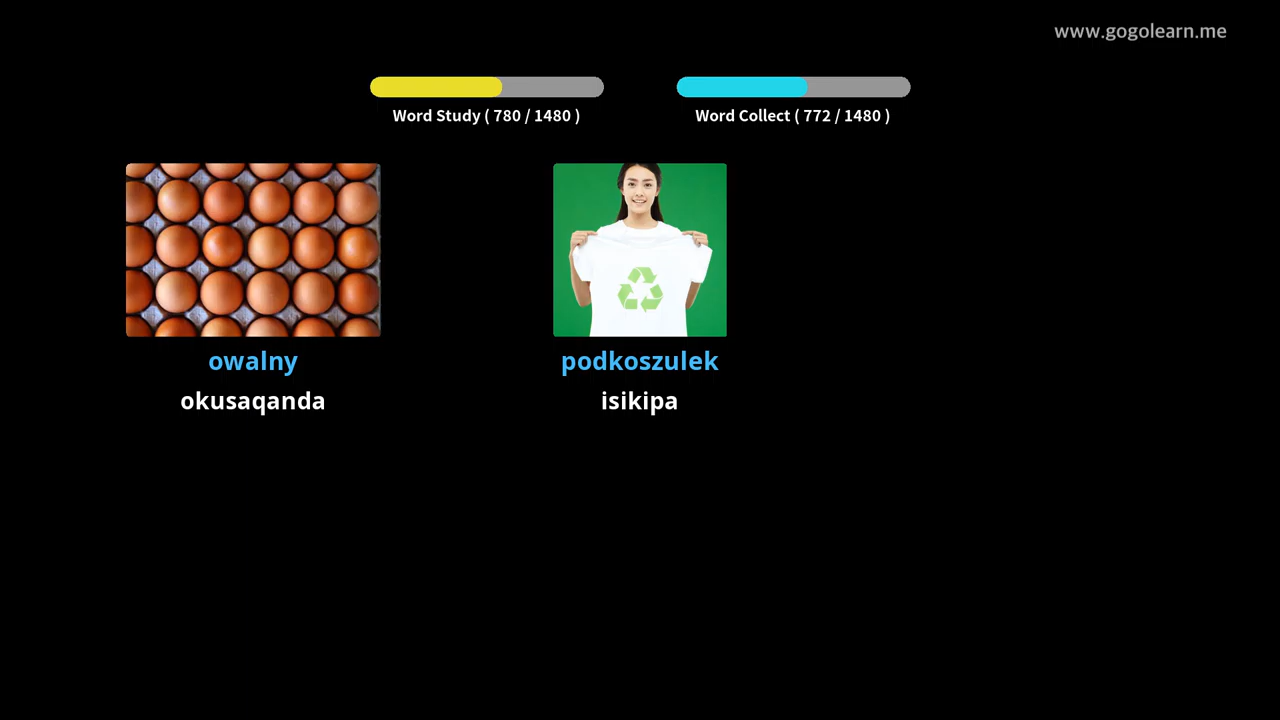 www.gogolearn.me
Word Study ( 780 / 1480 )
Word Collect ( 772 / 1480 )
owalny
okusaqanda
podkoszulek
isikipa